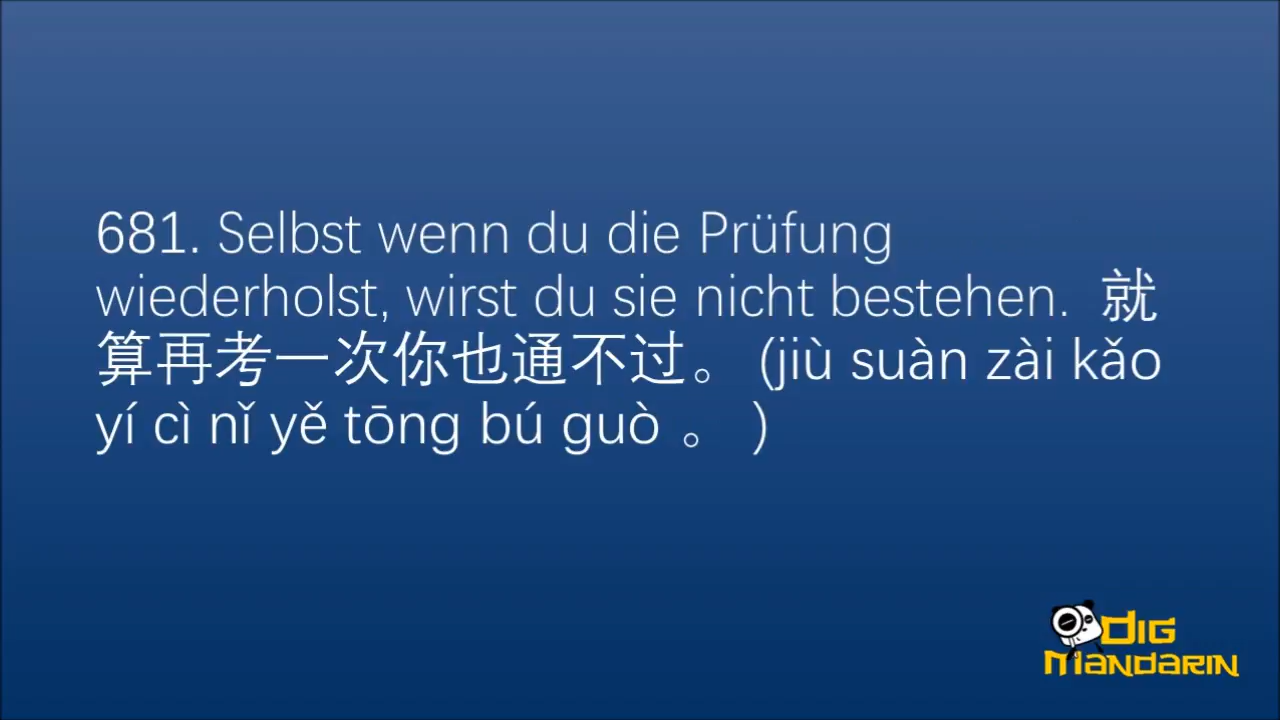 681. Selbst wenn du die Prüfung
wiederholst, wirst du sie nicht bestehen. 就
算再考一次你也通不过。 (jiù suàn zài kǎo
yí cì nǐ yě tōng bú guò 。 )
DIG
MANDARIN